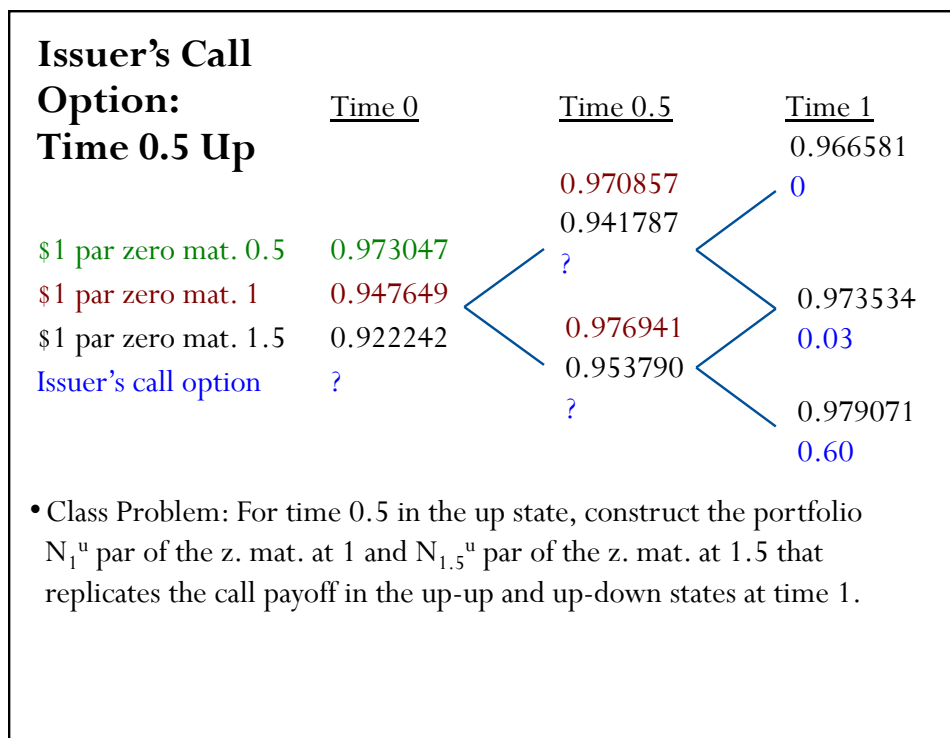 Issuer's Call
Option:
Time 0.5 Up
Time 0 Time 0.5 Time 1
0.966581
0
0.970857
0.941787
?
$1 par zero mat. 0.5 0.973047
$1 par zero mat. 1 0.947649
$1 par zero mat. 1.5 0.922242
Issuer's call option ?
0.976941
0.953790
?
0.973534
0.03
0.979071
0.60
• Class Problem: For time 0.5 in the up state, construct the portfolio
N₁ᵘ par of the z. mat. at 1 and N₁.₅ᵘ par of the z. mat. at 1.5 that
replicates the call payoff in the up-up and up-down states at time 1.